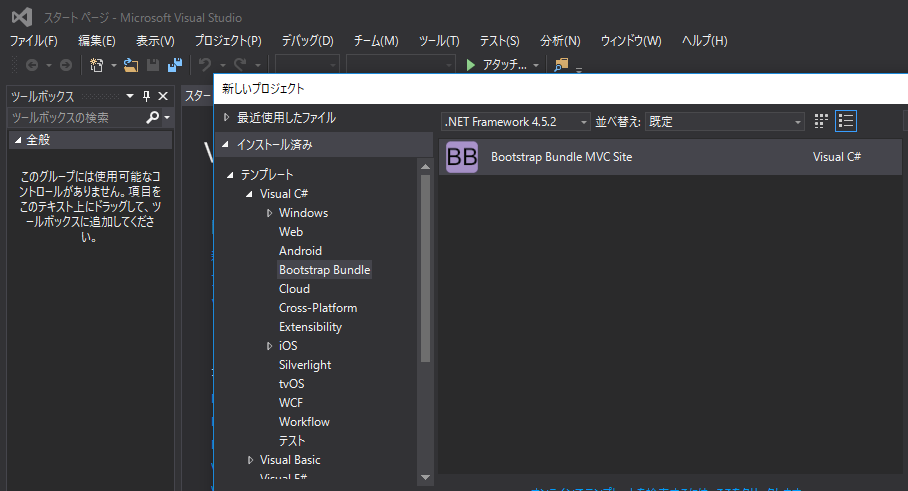 スタート ページ - Microsoft Visual Studio
ファイル(F) 編集(E) 表示(V) プロジェクト(P) デバッグ(D) チーム(M) ツール(T) テスト(S) 分析(N) ウィンドウ(W) ヘルプ(H)
アタッチ...
ツールボックス
スター
ツールボックスの検索
全般
このグループには使用可能なコ
ントロールがありません。項目を
このテキスト上にドラッグして、ツ
ールボックスに追加してくださ
い。
新しいプロジェクト
最近使用したファイル
インストール済み
テンプレート
Visual C#
Windows
Web
Android
Bootstrap Bundle
Cloud
Cross-Platform
Extensibility
iOS
Silverlight
tvOS
WCF
Workflow
テスト
Visual Basic
.NET Framework 4.5.2 並べ替え: 既定
BB Bootstrap Bundle MVC Site Visual C#